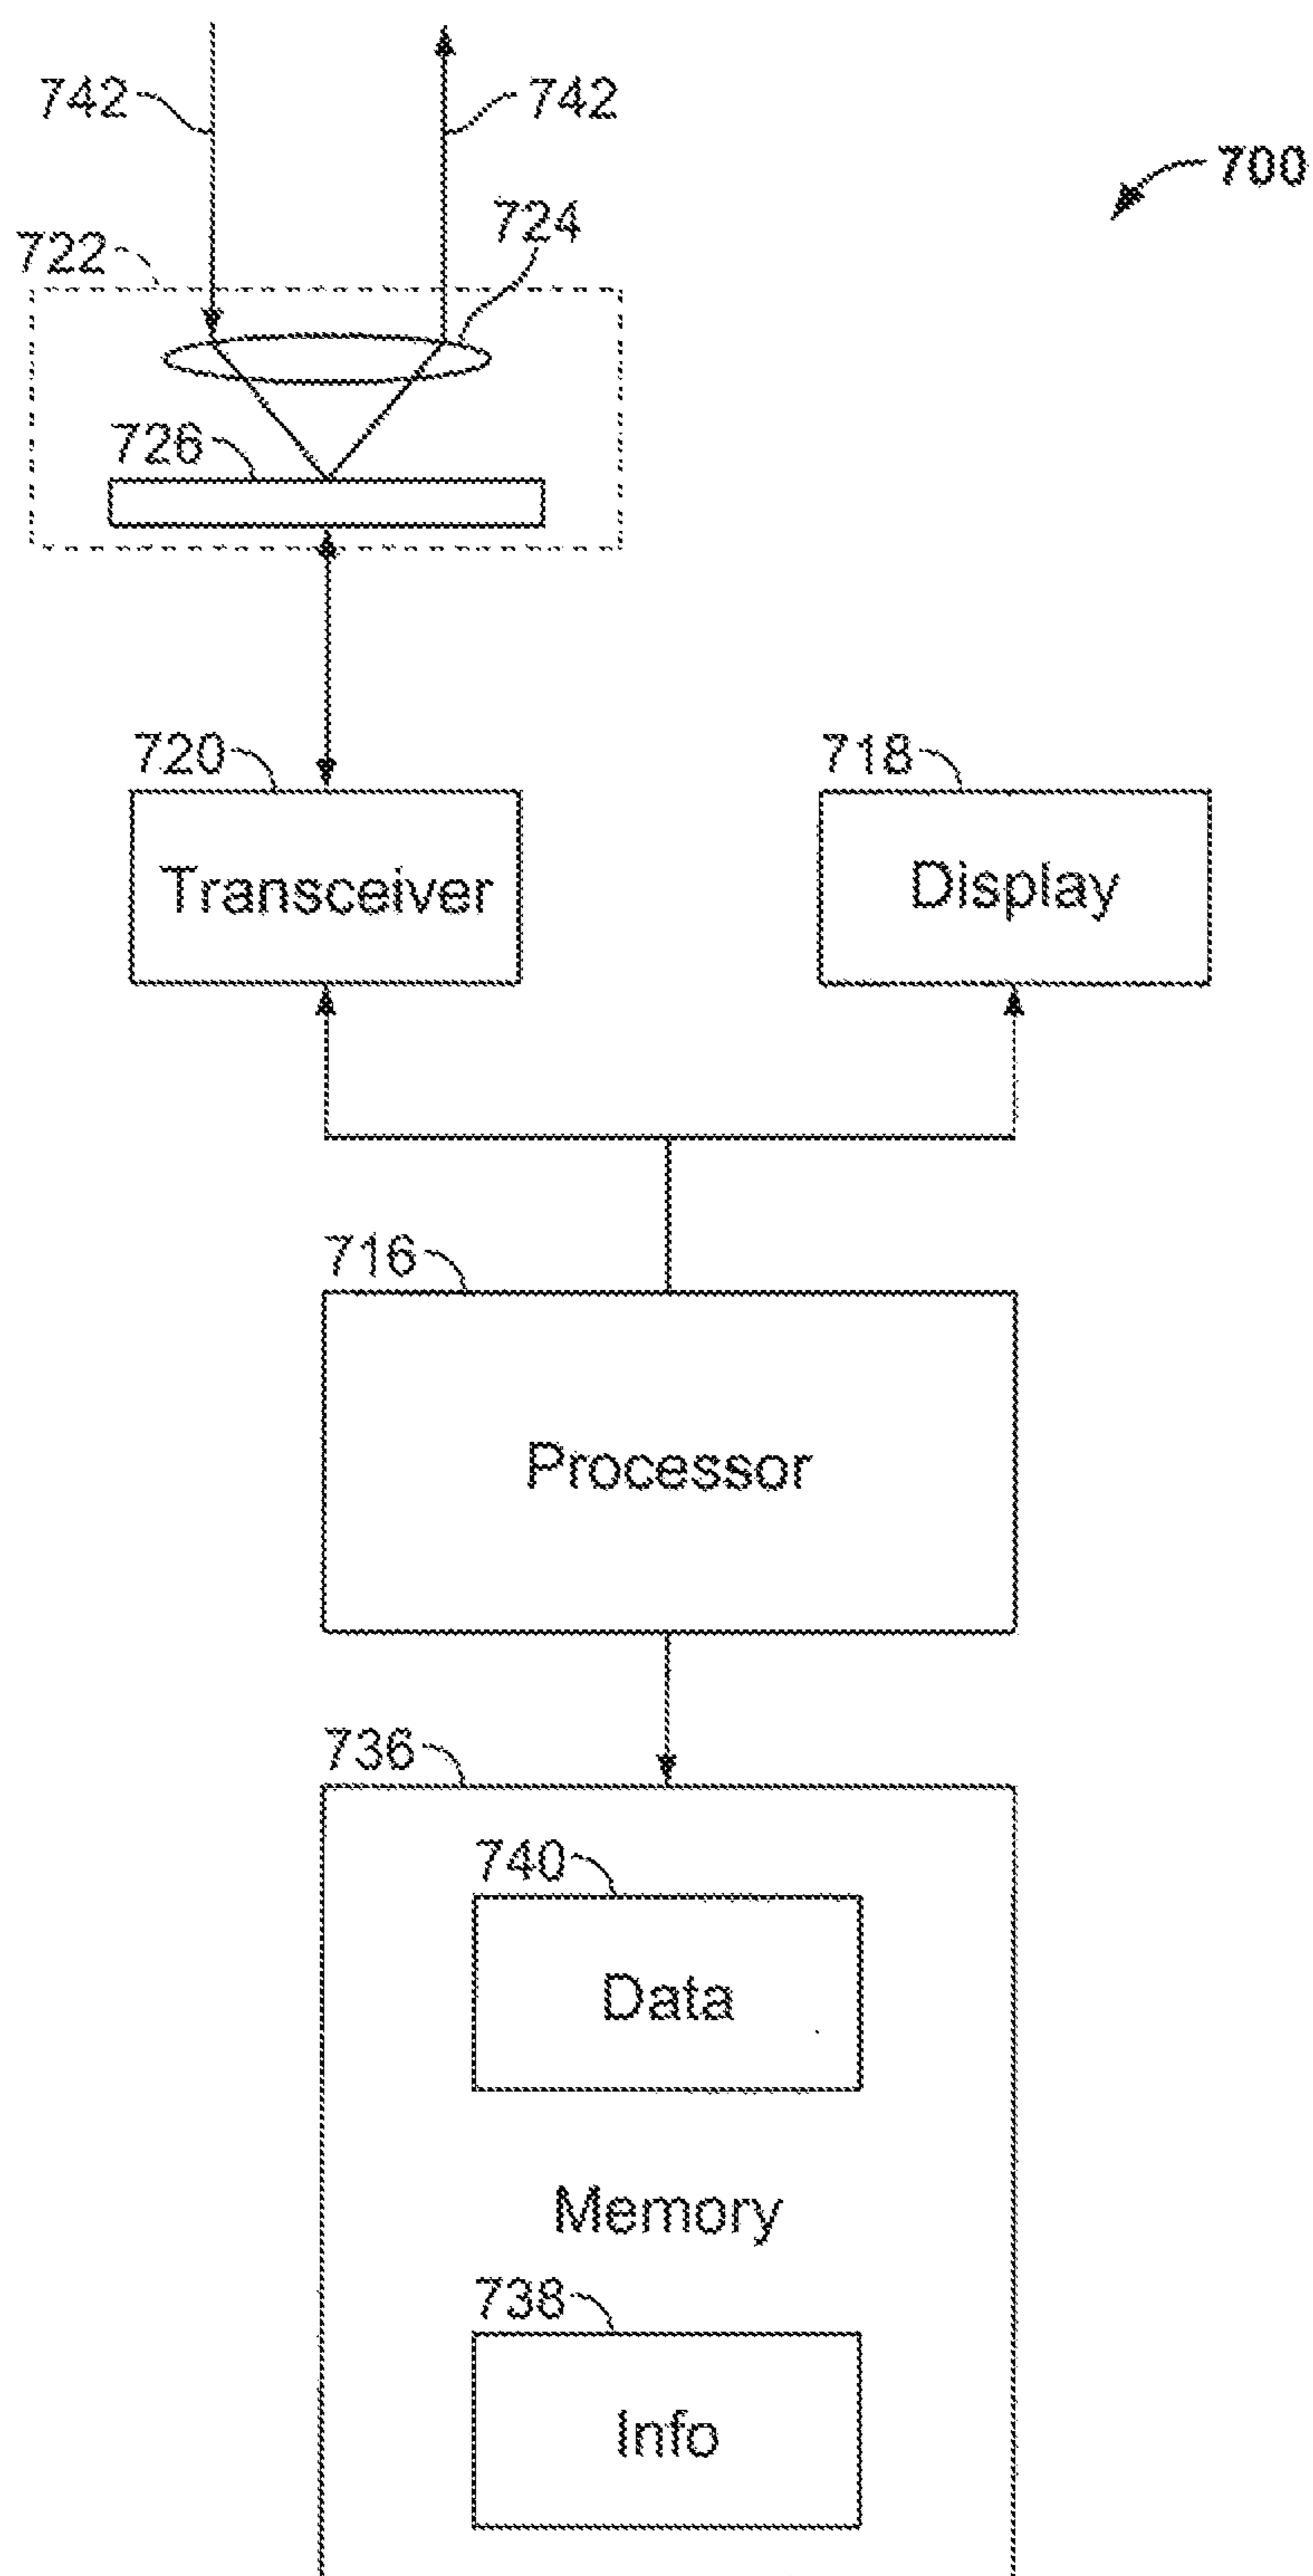 742
742
700
724
722
726
720
718
Transceiver
Display
716
Processor
736
740
Data
Memory
738
Info